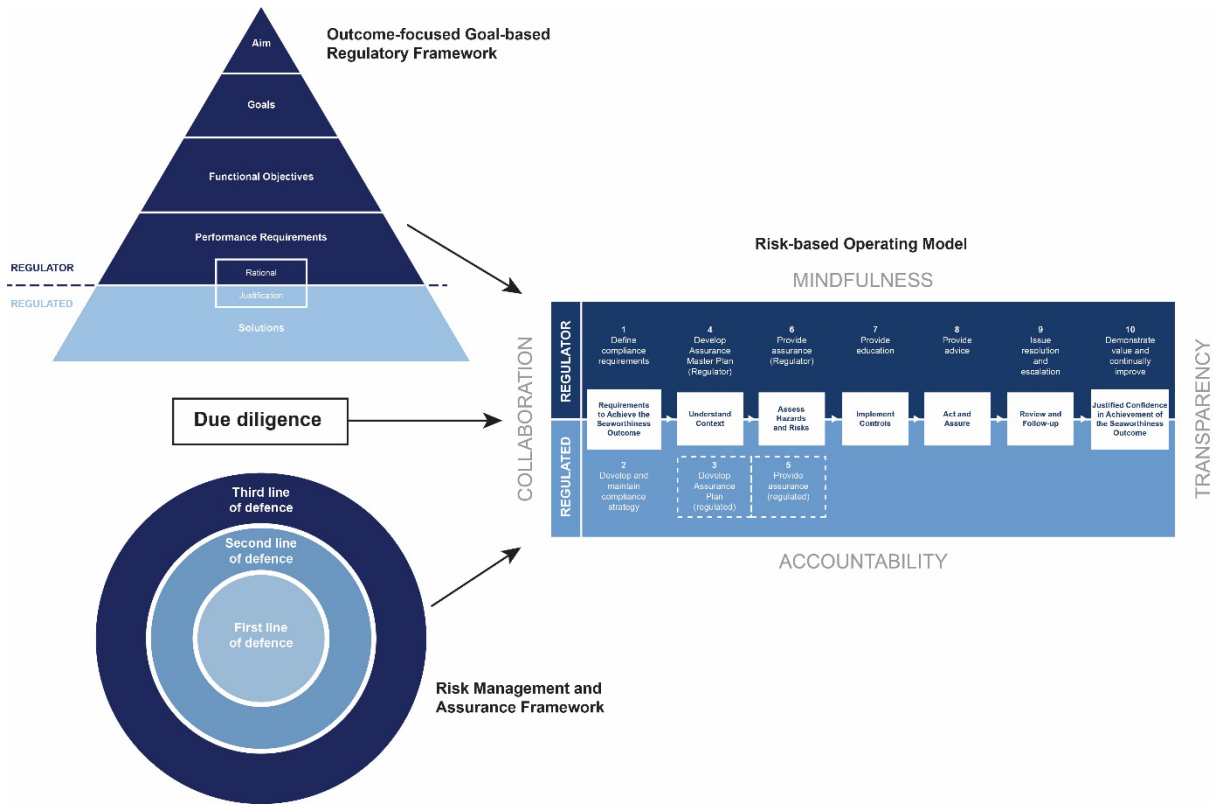 Outcome-focused Goal-based
Regulatory Framework
Aim
Goals
Functional Objectives
Performance Requirements
REGULATOR
Rational
REGULATED
Justification
Solutions
Due diligence
Third line
of defence
Second line
of defence
First line
of defence
Risk Management and
Assurance Framework
Risk-based Operating Model
MINDFULNESS
COLLABORATION
TRANSPARENCY
ACCOUNTABILITY
REGULATOR
1
Define
compliance
requirements
4
Develop
Assurance
Master Plan
(Regulator)
6
Provide
assurance
(Regulator)
7
Provide
education
8
Provide
advice
9
Issue
resolution
and
escalation
10
Demonstrate
value and
continually
improve
Requirements
to Achieve the
Seaworthiness
Outcome
Understand
Context
Assess
Hazards
and Risks
Implement
Controls
Act and
Assure
Review and
Follow-up
Justified Confidence
in Achievement of
the Seaworthiness
Outcome
REGULATED
2
Develop and
maintain
compliance
strategy
3
Develop
Assurance
Plan
(regulated)
5
Provide
assurance
(regulated)